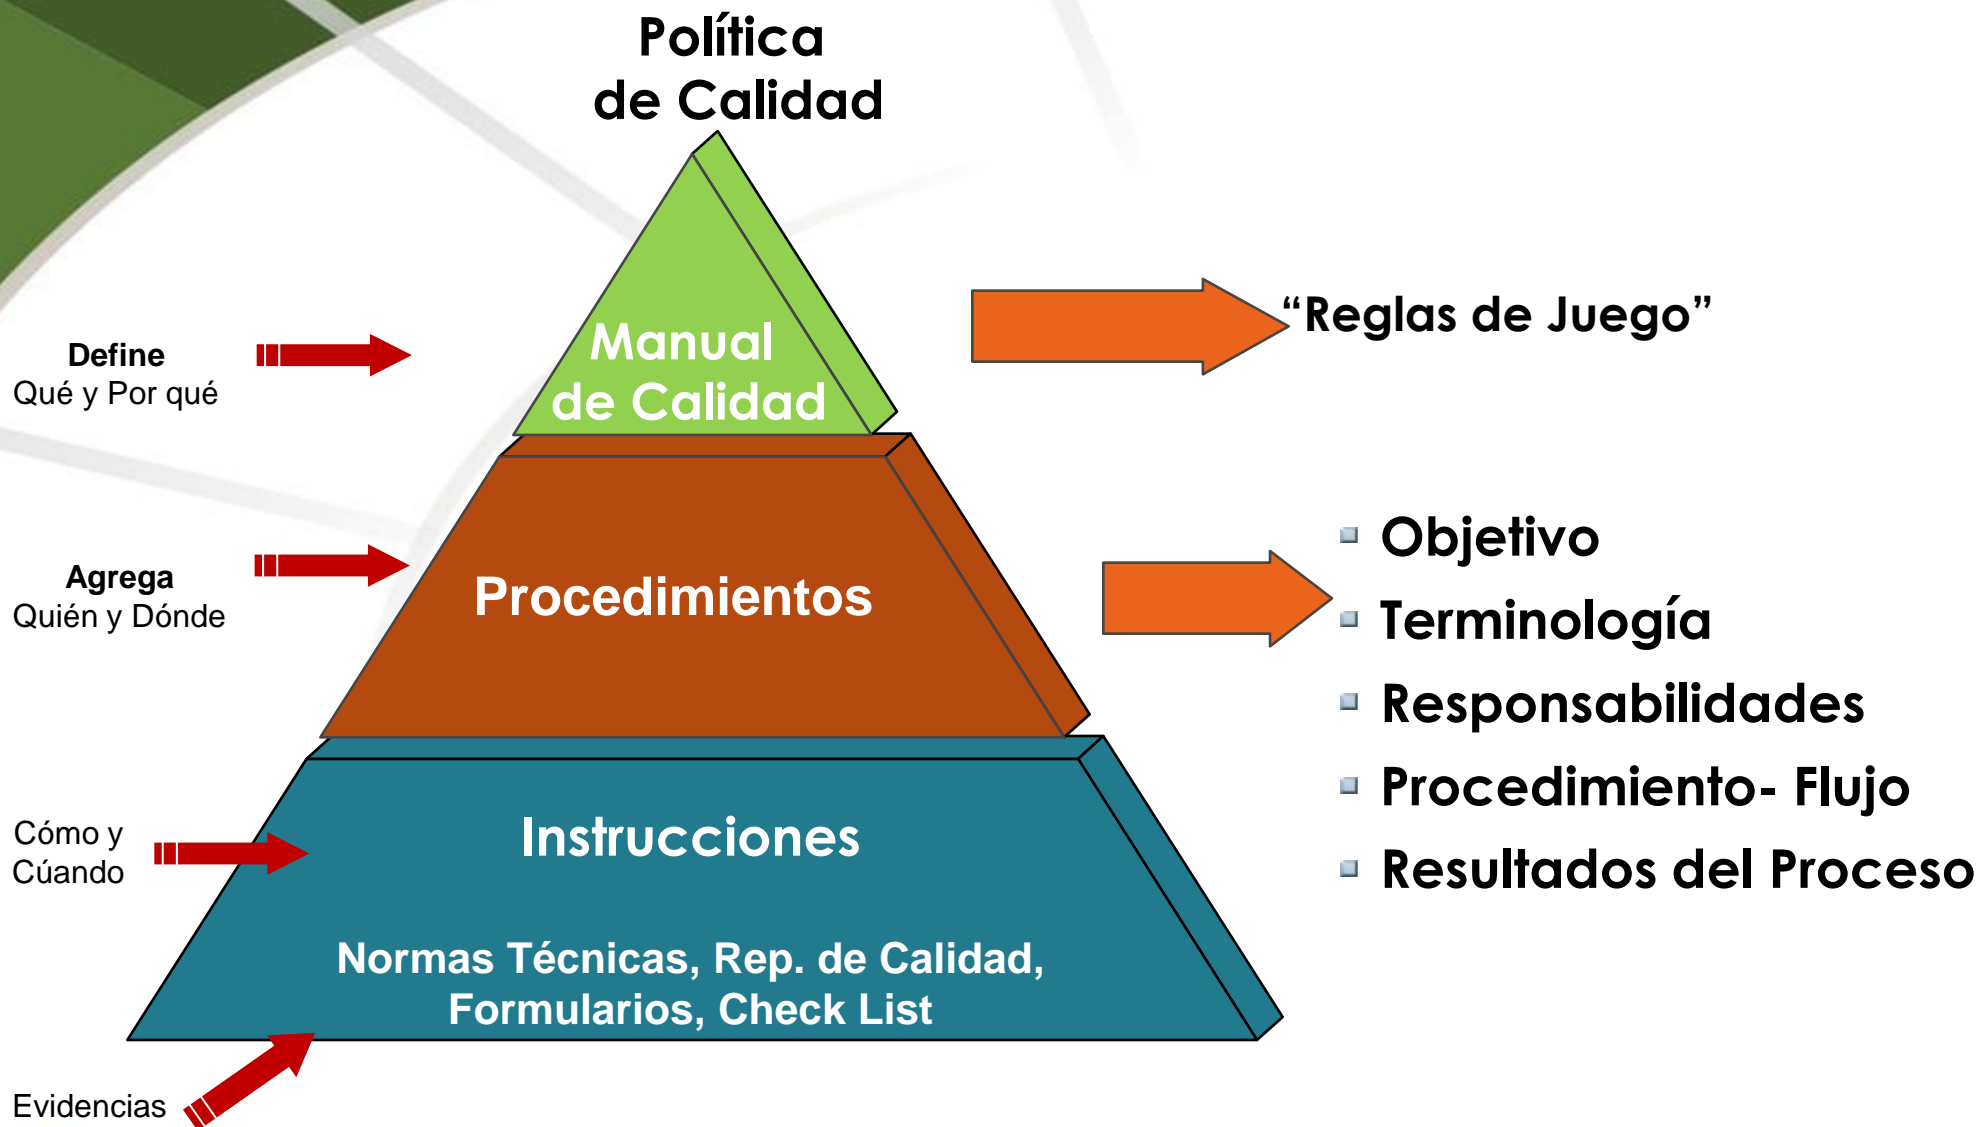 Política
de Calidad
Manual
de Calidad
“Reglas de Juego”
Define
Qué y Por qué
Procedimientos
Agrega
Quién y Dónde
Objetivo
Terminología
Responsabilidades
Procedimiento- Flujo
Resultados del Proceso
Instrucciones
Cómo y
Cúando
Normas Técnicas, Rep. de Calidad,
Formularios, Check List
Evidencias